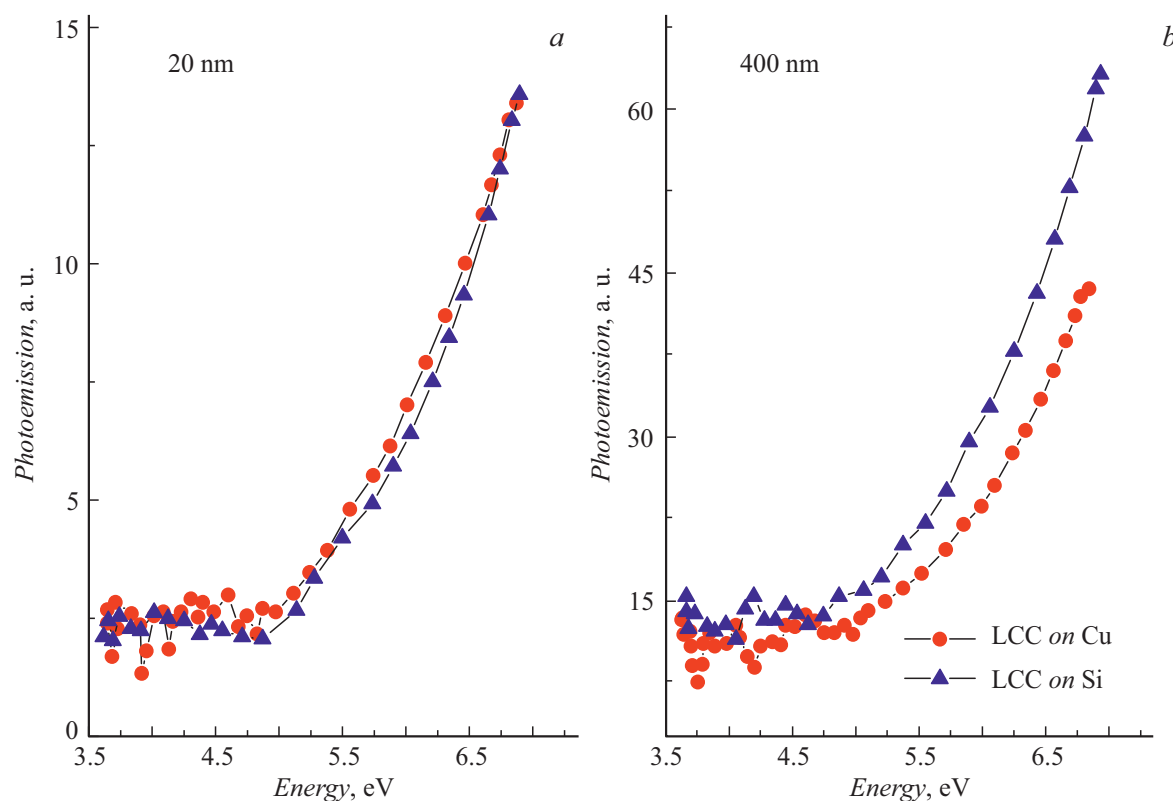 15
a
20 nm
10
Photoemission, a. u.
5
0
3.5 4.5 5.5 6.5
Energy, eV
b
400 nm
60
45
Photoemission, a. u.
30
15
LCC on Cu
LCC on Si
3.5 4.5 5.5 6.5
Energy, eV